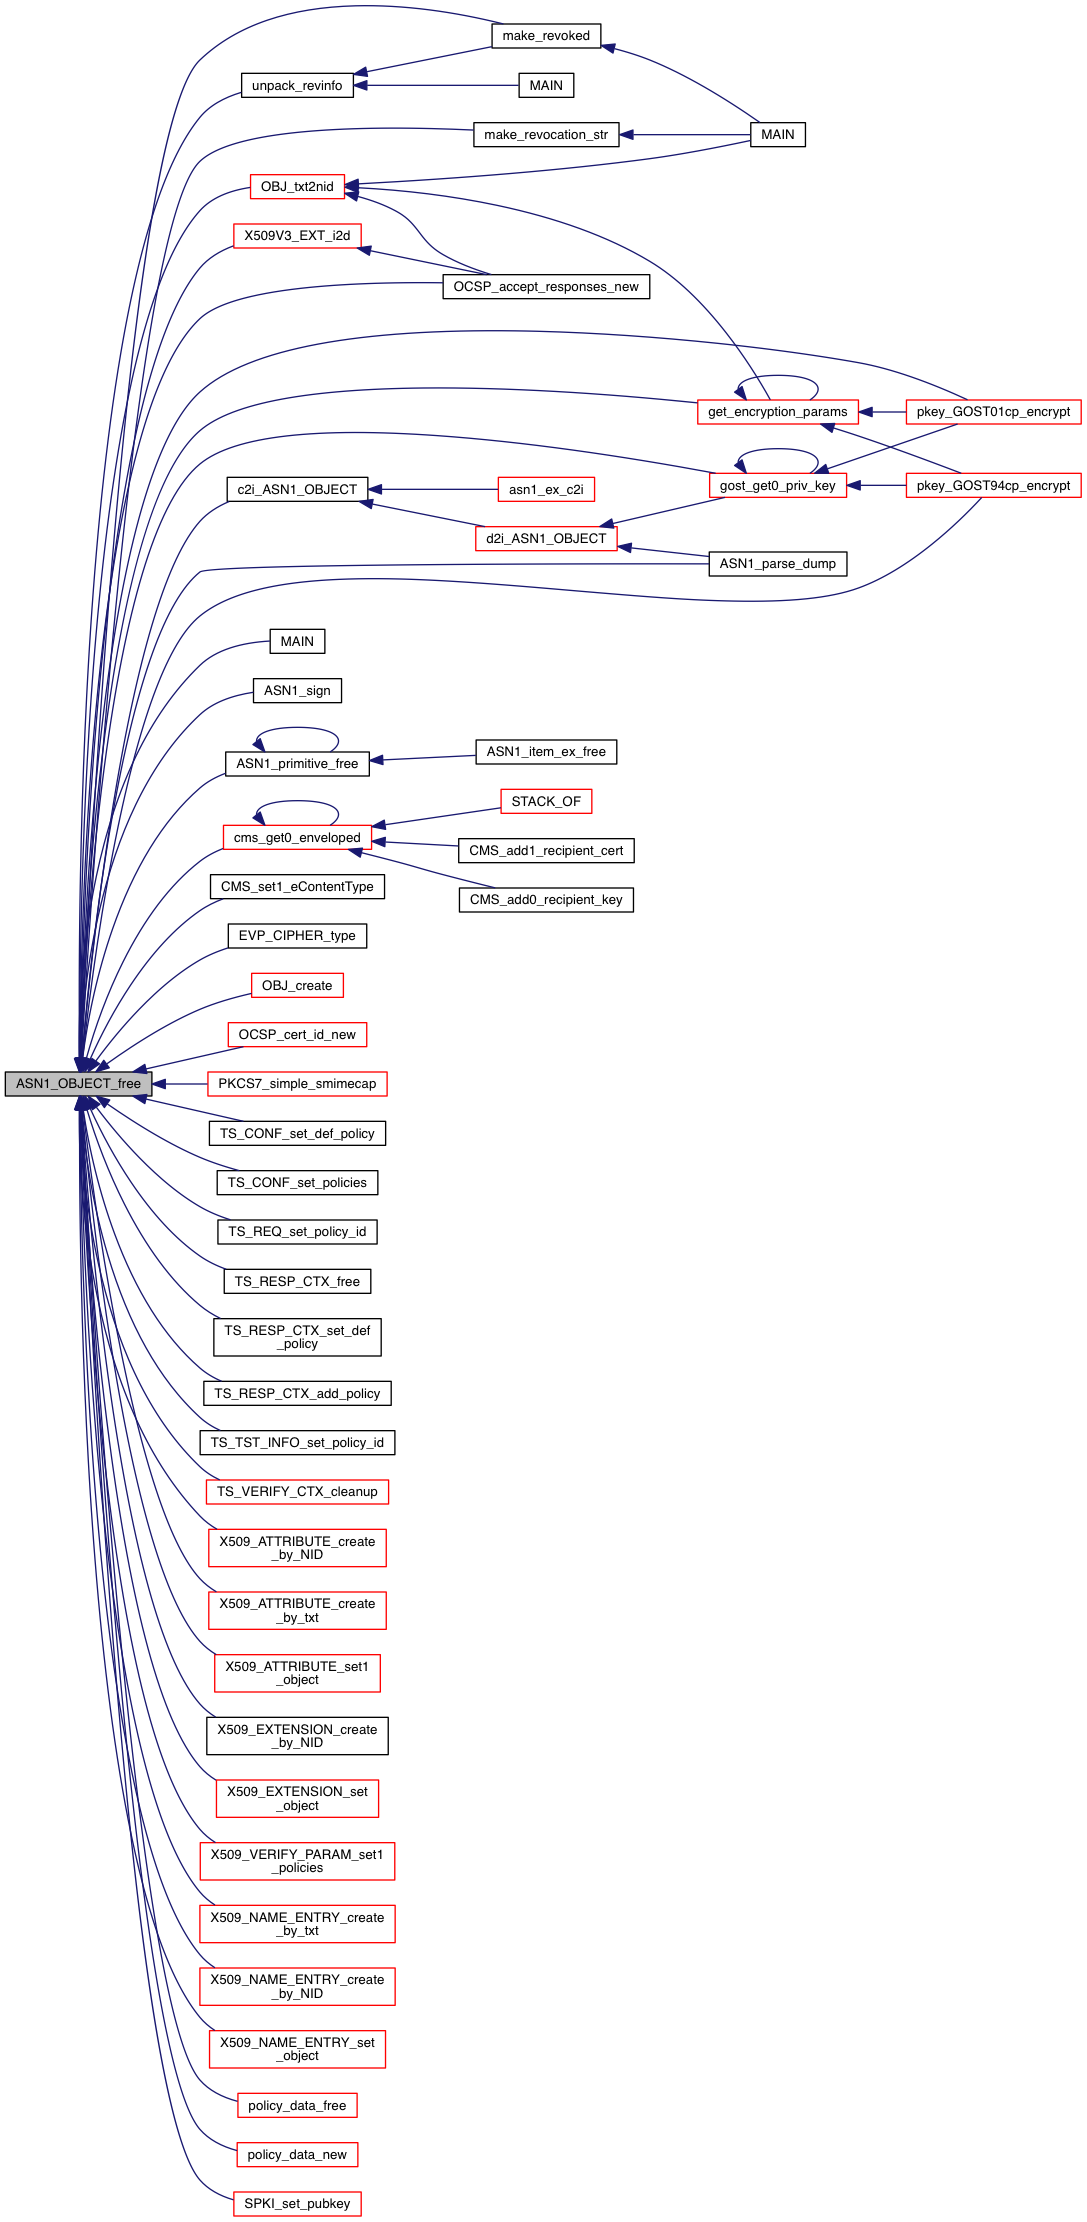 make_revoked
unpack_revinfo
MAIN
make_revocation_str
MAIN
OBJ_txt2nid
X509V3_EXT_i2d
OCSP_accept_responses_new
get_encryption_params
pkey_GOST01cp_encrypt
c2i_ASN1_OBJECT
asn1_ex_c2i
gost_get0_priv_key
pkey_GOST94cp_encrypt
d2i_ASN1_OBJECT
ASN1_parse_dump
MAIN
ASN1_sign
ASN1_primitive_free
ASN1_item_ex_free
STACK_OF
cms_get0_enveloped
CMS_add1_recipient_cert
CMS_set1_eContentType
CMS_add0_recipient_key
EVP_CIPHER_type
OBJ_create
OCSP_cert_id_new
ASN1_OBJECT_free
PKCS7_simple_smimecap
TS_CONF_set_def_policy
TS_CONF_set_policies
TS_REQ_set_policy_id
TS_RESP_CTX_free
TS_RESP_CTX_set_def
_policy
TS_RESP_CTX_add_policy
TS_TST_INFO_set_policy_id
TS_VERIFY_CTX_cleanup
X509_ATTRIBUTE_create
_by_NID
X509_ATTRIBUTE_create
_by_txt
X509_ATTRIBUTE_set1
_object
X509_EXTENSION_create
_by_NID
X509_EXTENSION_set
_object
X509_VERIFY_PARAM_set1
_policies
X509_NAME_ENTRY_create
_by_txt
X509_NAME_ENTRY_create
_by_NID
X509_NAME_ENTRY_set
_object
policy_data_free
policy_data_new
SPKI_set_pubkey